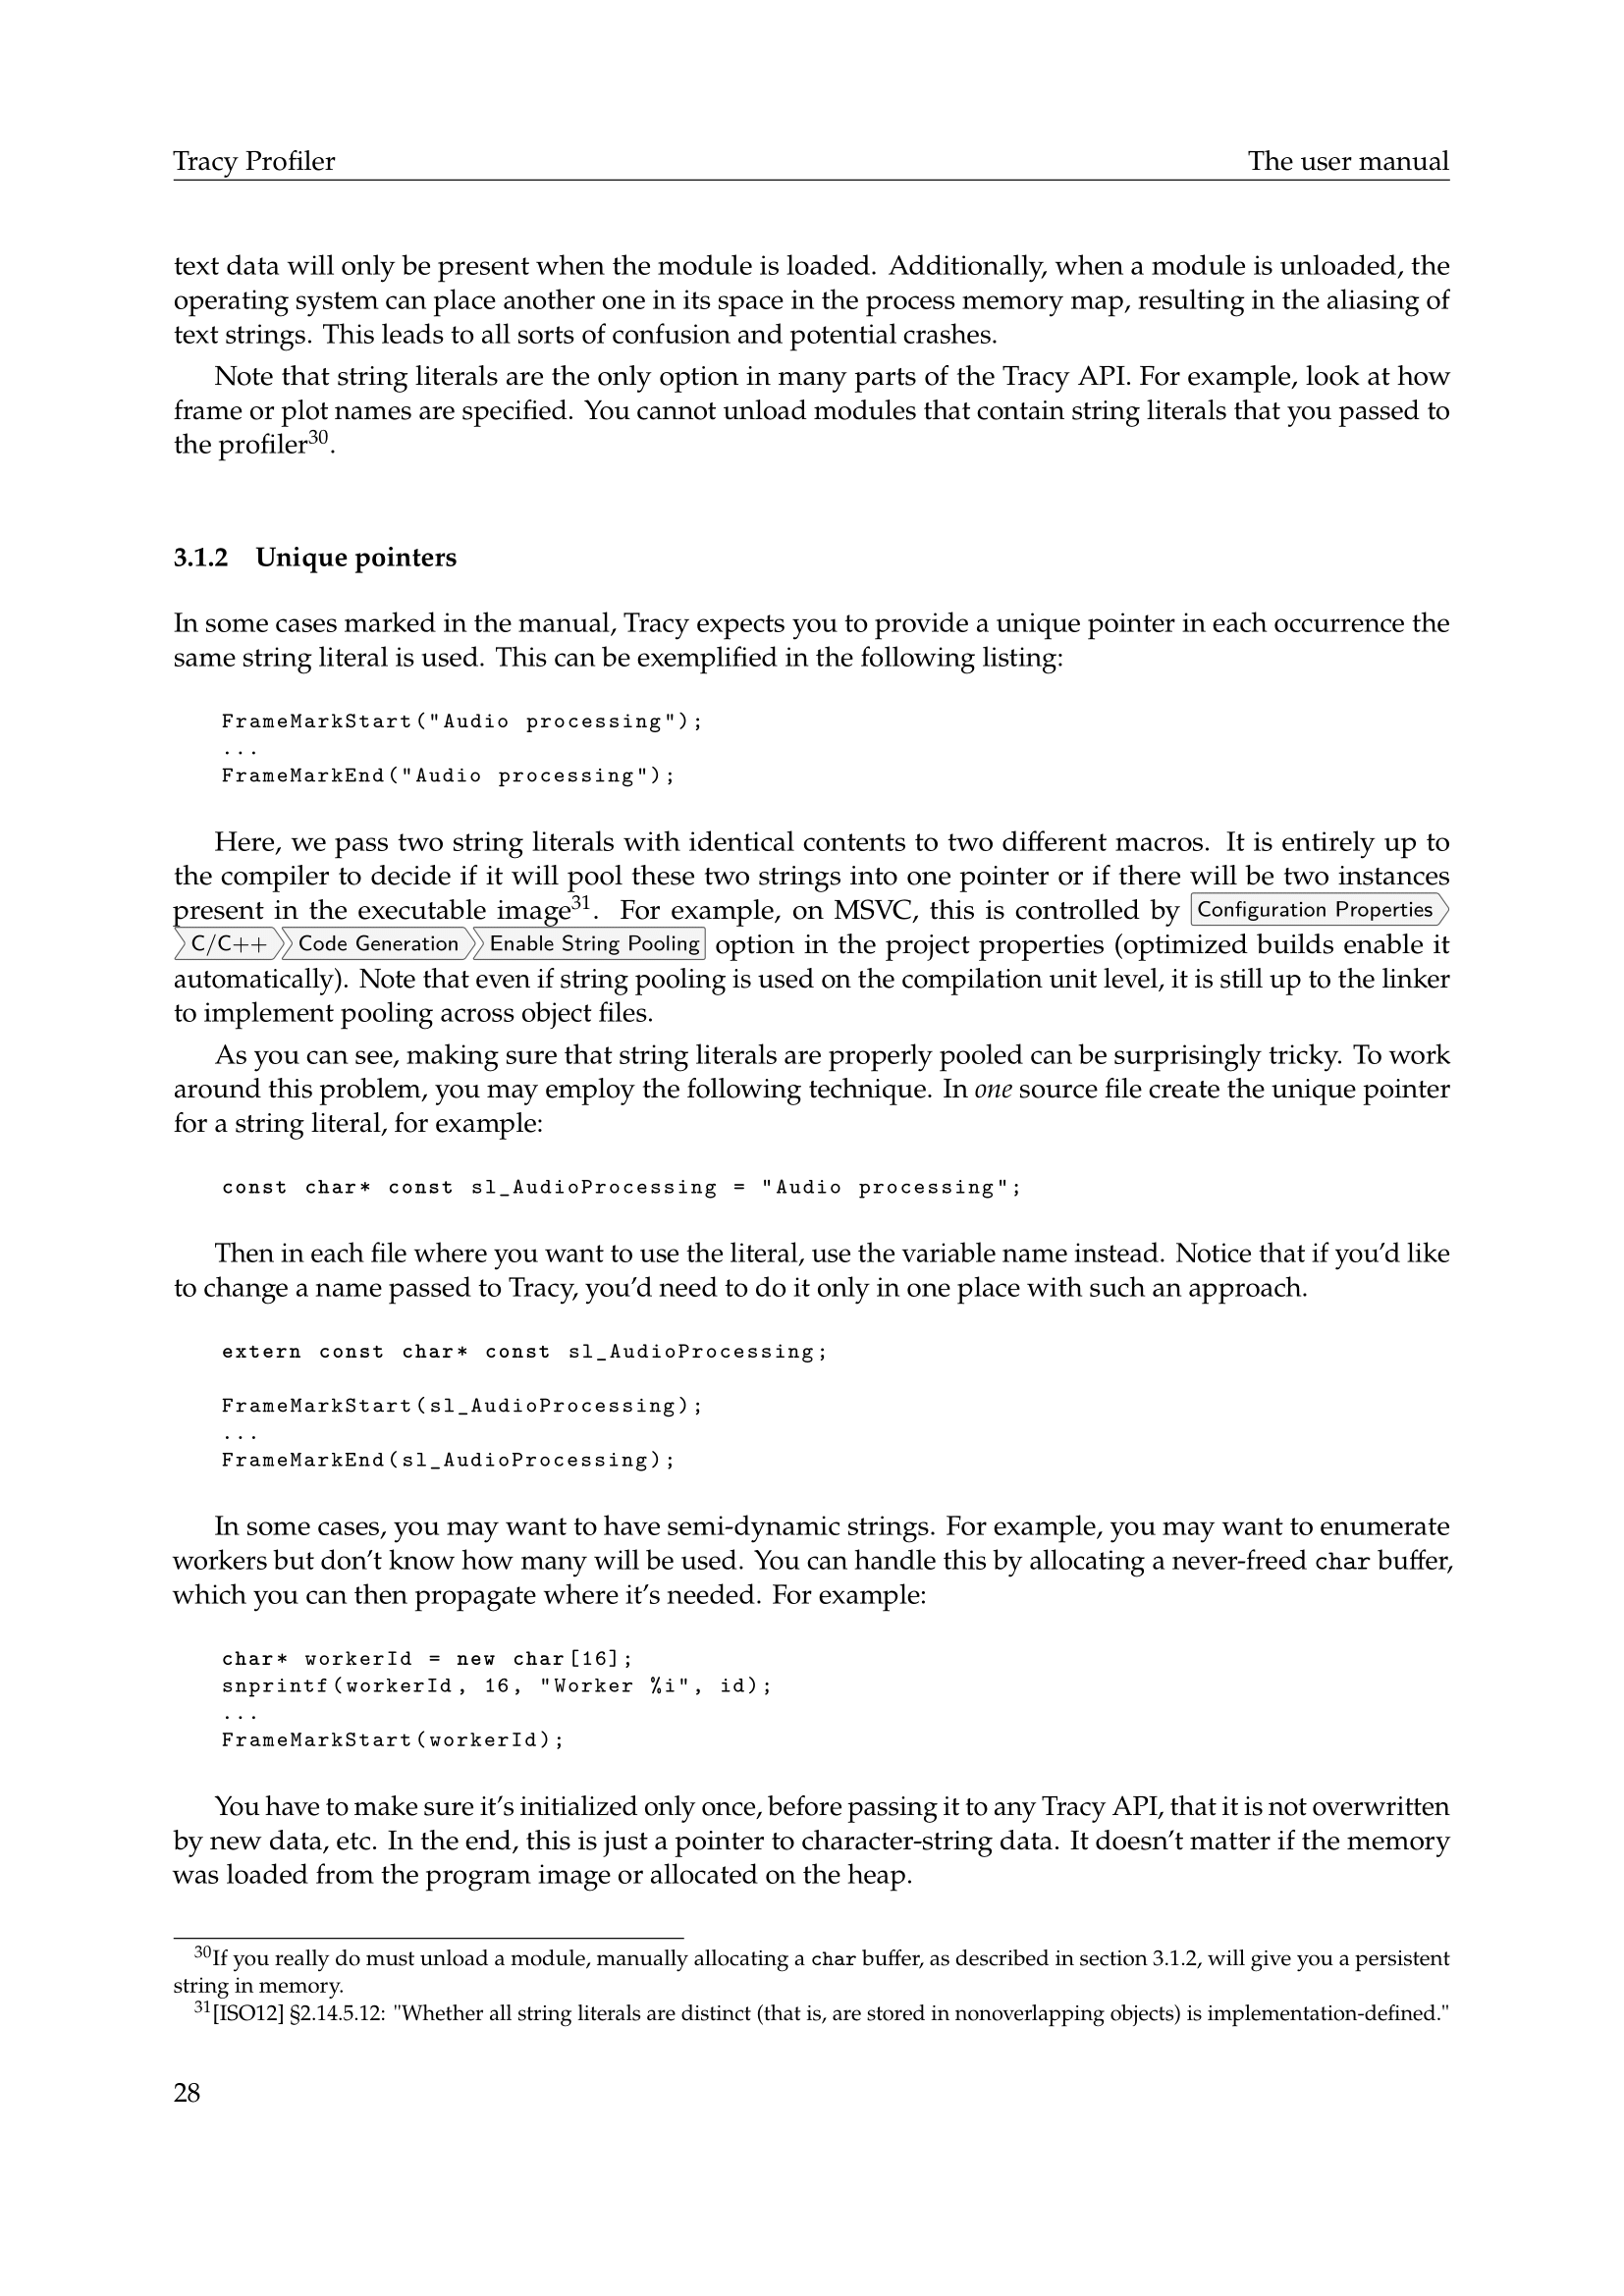 Tracy Profiler The user manual
text data will only be present when the module is loaded. Additionally, when a module is unloaded, the
operating system can place another one in its space in the process memory map, resulting in the aliasing of
text strings. This leads to all sorts of confusion and potential crashes.
Note that string literals are the only option in many parts of the Tracy API. For example, look at how
frame or plot names are specified. You cannot unload modules that contain string literals that you passed to
the profiler30.
3.1.2 Unique pointers
In some cases marked in the manual, Tracy expects you to provide a unique pointer in each occurrence the
same string literal is used. This can be exemplified in the following listing:
FrameMarkStart("Audio processing");
...
FrameMarkEnd("Audio processing");
Here, we pass two string literals with identical contents to two different macros. It is entirely up to
the compiler to decide if it will pool these two strings into one pointer or if there will be two instances
present in the executable image31. For example, on MSVC, this is controlled by Configuration Properties
C/C++ Code Generation Enable String Pooling option in the project properties (optimized builds enable it
automatically). Note that even if string pooling is used on the compilation unit level, it is still up to the linker
to implement pooling across object files.
As you can see, making sure that string literals are properly pooled can be surprisingly tricky. To work
around this problem, you may employ the following technique. In one source file create the unique pointer
for a string literal, for example:
const char* const sl_AudioProcessing = "Audio processing";
Then in each file where you want to use the literal, use the variable name instead. Notice that if you'd like
to change a name passed to Tracy, you'd need to do it only in one place with such an approach.
extern const char* const sl_AudioProcessing;
FrameMarkStart(sl_AudioProcessing);
...
FrameMarkEnd(sl_AudioProcessing);
In some cases, you may want to have semi-dynamic strings. For example, you may want to enumerate
workers but don't know how many will be used. You can handle this by allocating a never-freed char buffer,
which you can then propagate where it's needed. For example:
char* workerId = new char[16];
snprintf(workerId, 16, "Worker %i", id);
...
FrameMarkStart(workerId);
You have to make sure it's initialized only once, before passing it to any Tracy API, that it is not overwritten
by new data, etc. In the end, this is just a pointer to character-string data. It doesn't matter if the memory
was loaded from the program image or allocated on the heap.
30If you really do must unload a module, manually allocating a char buffer, as described in section 3.1.2, will give you a persistent
string in memory.
31[ISO12] §2.14.5.12: "Whether all string literals are distinct (that is, are stored in nonoverlapping objects) is implementation-defined."
28